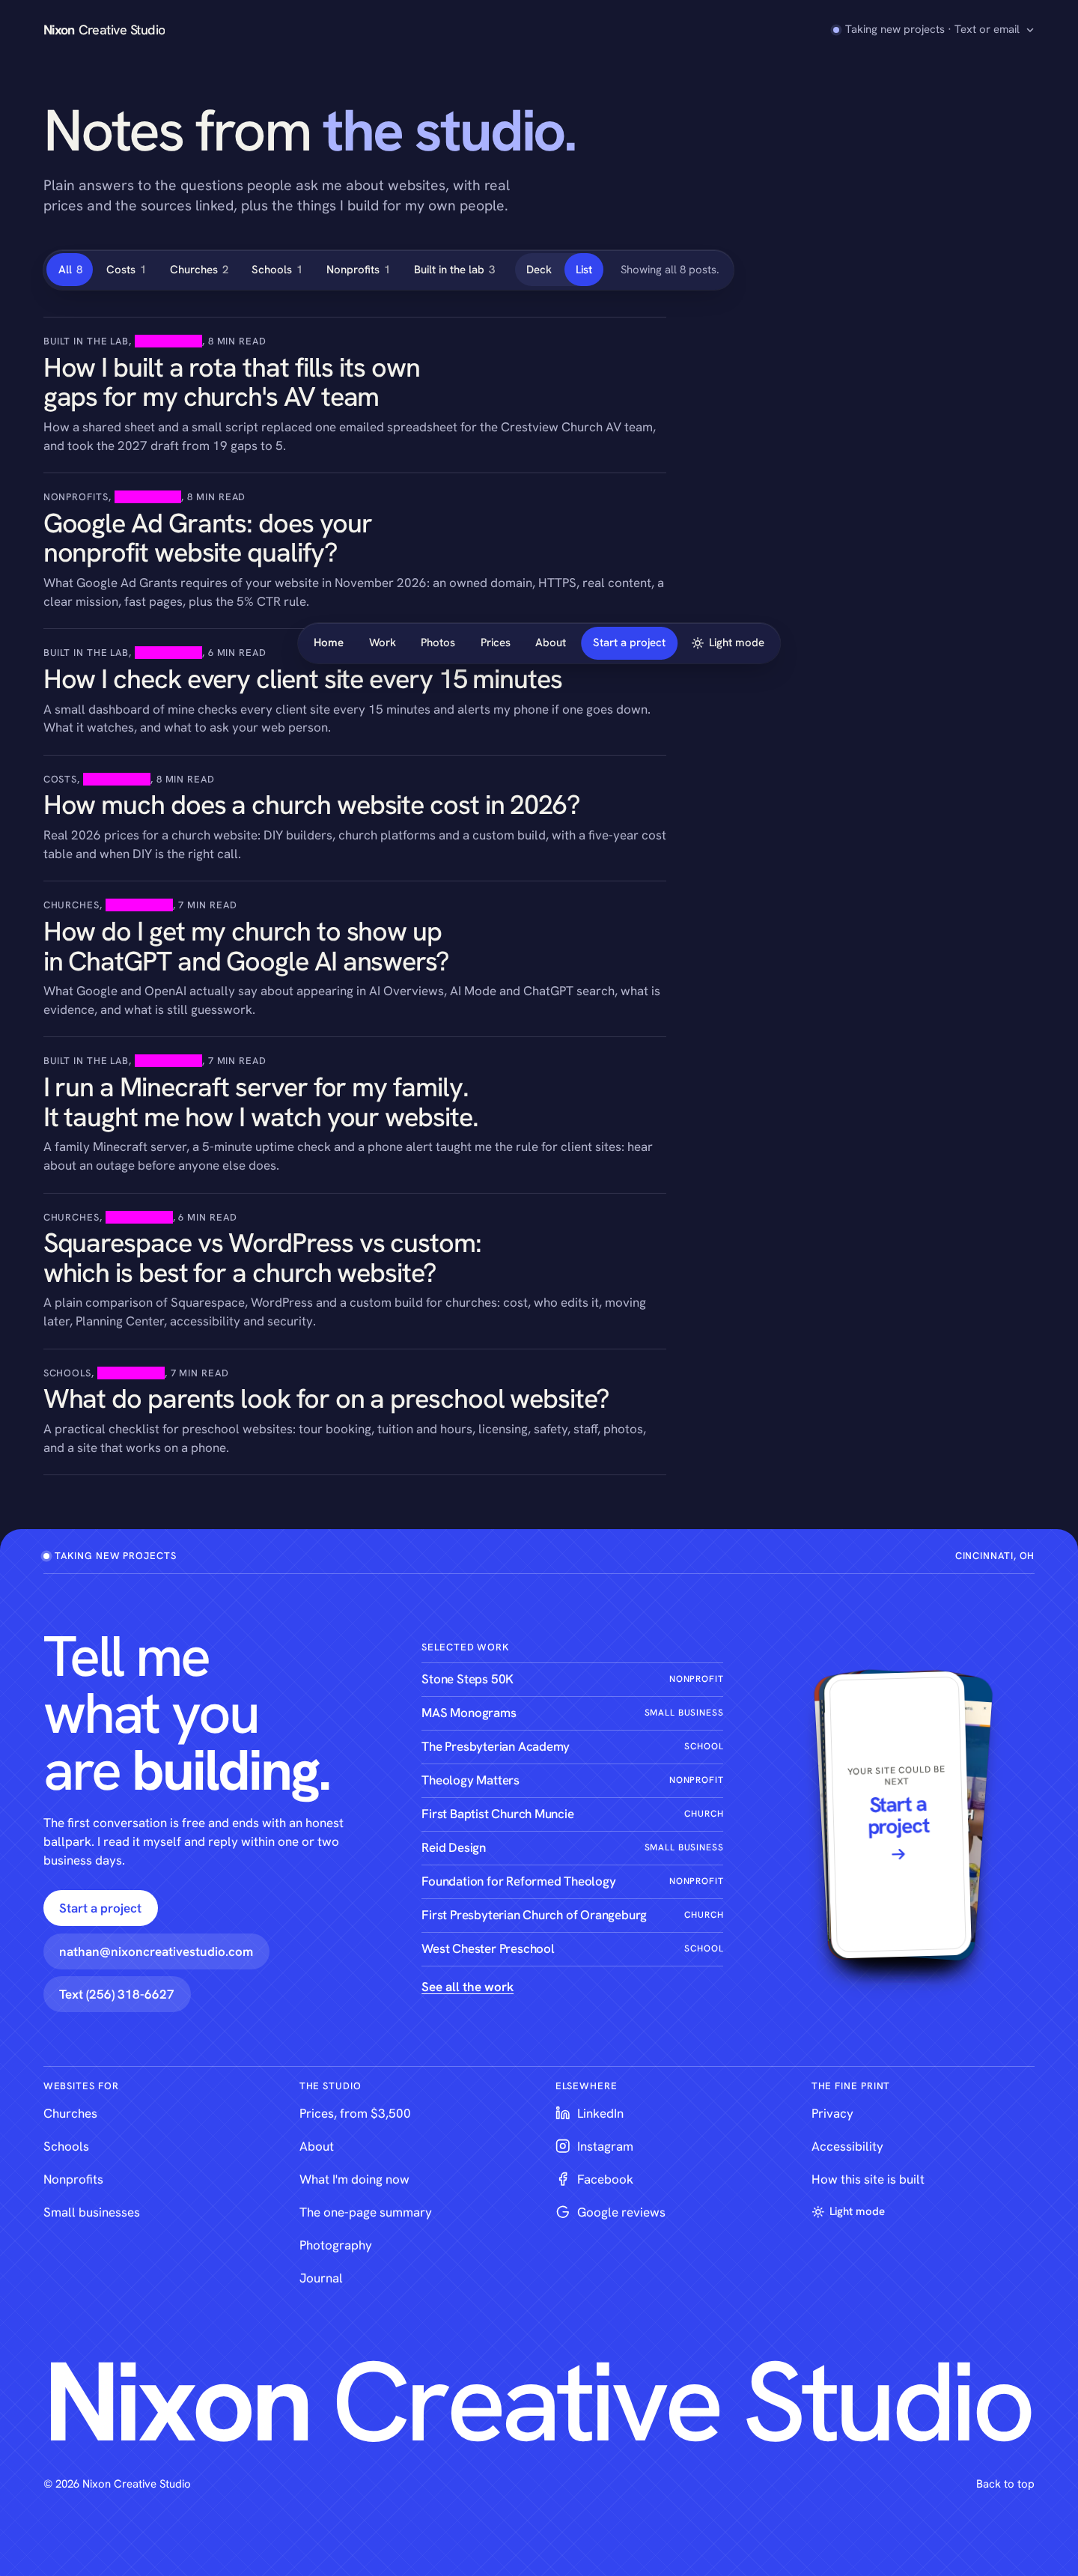 Nixon Creative Studio
Taking new projects · Text or email
Notes from the studio.
Plain answers to the questions people ask me about websites, with real
prices and the sources linked, plus the things I build for my own people.
All 8 Costs 1 Churches 2 Schools 1 Nonprofits 1 Built in the lab 3 Deck List Showing all 8 posts.
BUILT IN THE LAB, , 8 MIN READ
How I built a rota that fills its own
gaps for my church's AV team
How a shared sheet and a small script replaced one emailed spreadsheet for the Crestview Church AV team,
and took the 2027 draft from 19 gaps to 5.
NONPROFITS, , 8 MIN READ
Google Ad Grants: does your
nonprofit website qualify?
What Google Ad Grants requires of your website in November 2026: an owned domain, HTTPS, real content, a
clear mission, fast pages, plus the 5% CTR rule.
Home Work Photos Prices About Start a project Light mode
BUILT IN THE LAB, , 6 MIN READ
How I check every client site every 15 minutes
A small dashboard of mine checks every client site every 15 minutes and alerts my phone if one goes down.
What it watches, and what to ask your web person.
COSTS, , 8 MIN READ
How much does a church website cost in 2026?
Real 2026 prices for a church website: DIY builders, church platforms and a custom build, with a five-year cost
table and when DIY is the right call.
CHURCHES, , 7 MIN READ
How do I get my church to show up
in ChatGPT and Google AI answers?
What Google and OpenAI actually say about appearing in AI Overviews, AI Mode and ChatGPT search, what is
evidence, and what is still guesswork.
BUILT IN THE LAB, , 7 MIN READ
I run a Minecraft server for my family.
It taught me how I watch your website.
A family Minecraft server, a 5-minute uptime check and a phone alert taught me the rule for client sites: hear
about an outage before anyone else does.
CHURCHES, , 6 MIN READ
Squarespace vs WordPress vs custom:
which is best for a church website?
A plain comparison of Squarespace, WordPress and a custom build for churches: cost, who edits it, moving
later, Planning Center, accessibility and security.
SCHOOLS, , 7 MIN READ
What do parents look for on a preschool website?
A practical checklist for preschool websites: tour booking, tuition and hours, licensing, safety, staff, photos,
and a site that works on a phone.
TAKING NEW PROJECTS
CINCINNATI, OH
Tell me
what you
are building.
The first conversation is free and ends with an honest
ballpark. I read it myself and reply within one or two
business days.
Start a project
nathan@nixoncreativestudio.com
Text (256) 318-6627
SELECTED WORK
Stone Steps 50K NONPROFIT
MAS Monograms SMALL BUSINESS
The Presbyterian Academy SCHOOL
Theology Matters NONPROFIT
First Baptist Church Muncie CHURCH
Reid Design SMALL BUSINESS
Foundation for Reformed Theology NONPROFIT
First Presbyterian Church of Orangeburg CHURCH
West Chester Preschool SCHOOL
See all the work
YOUR SITE COULD BE
NEXT
Start a
project
WEBSITES FOR
Churches
Schools
Nonprofits
Small businesses
THE STUDIO
Prices, from $3,500
About
What I'm doing now
The one-page summary
Photography
Journal
ELSEWHERE
LinkedIn
Instagram
Facebook
Google reviews
THE FINE PRINT
Privacy
Accessibility
How this site is built
Light mode
Nixon Creative Studio
© 2026 Nixon Creative Studio
Back to top